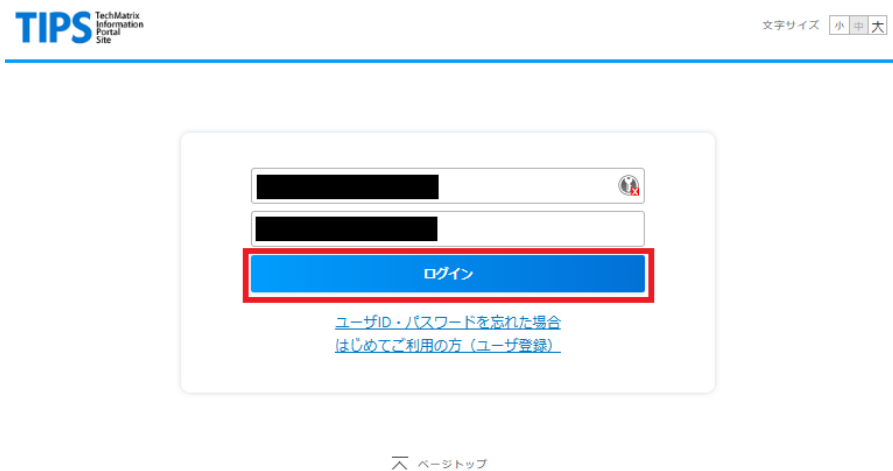 TIPS TechMatrix Information Portal Site
文字サイズ 小 中 大
ログイン
ユーザID・パスワードを忘れた場合
はじめてご利用の方（ユーザ登録）
ページトップ